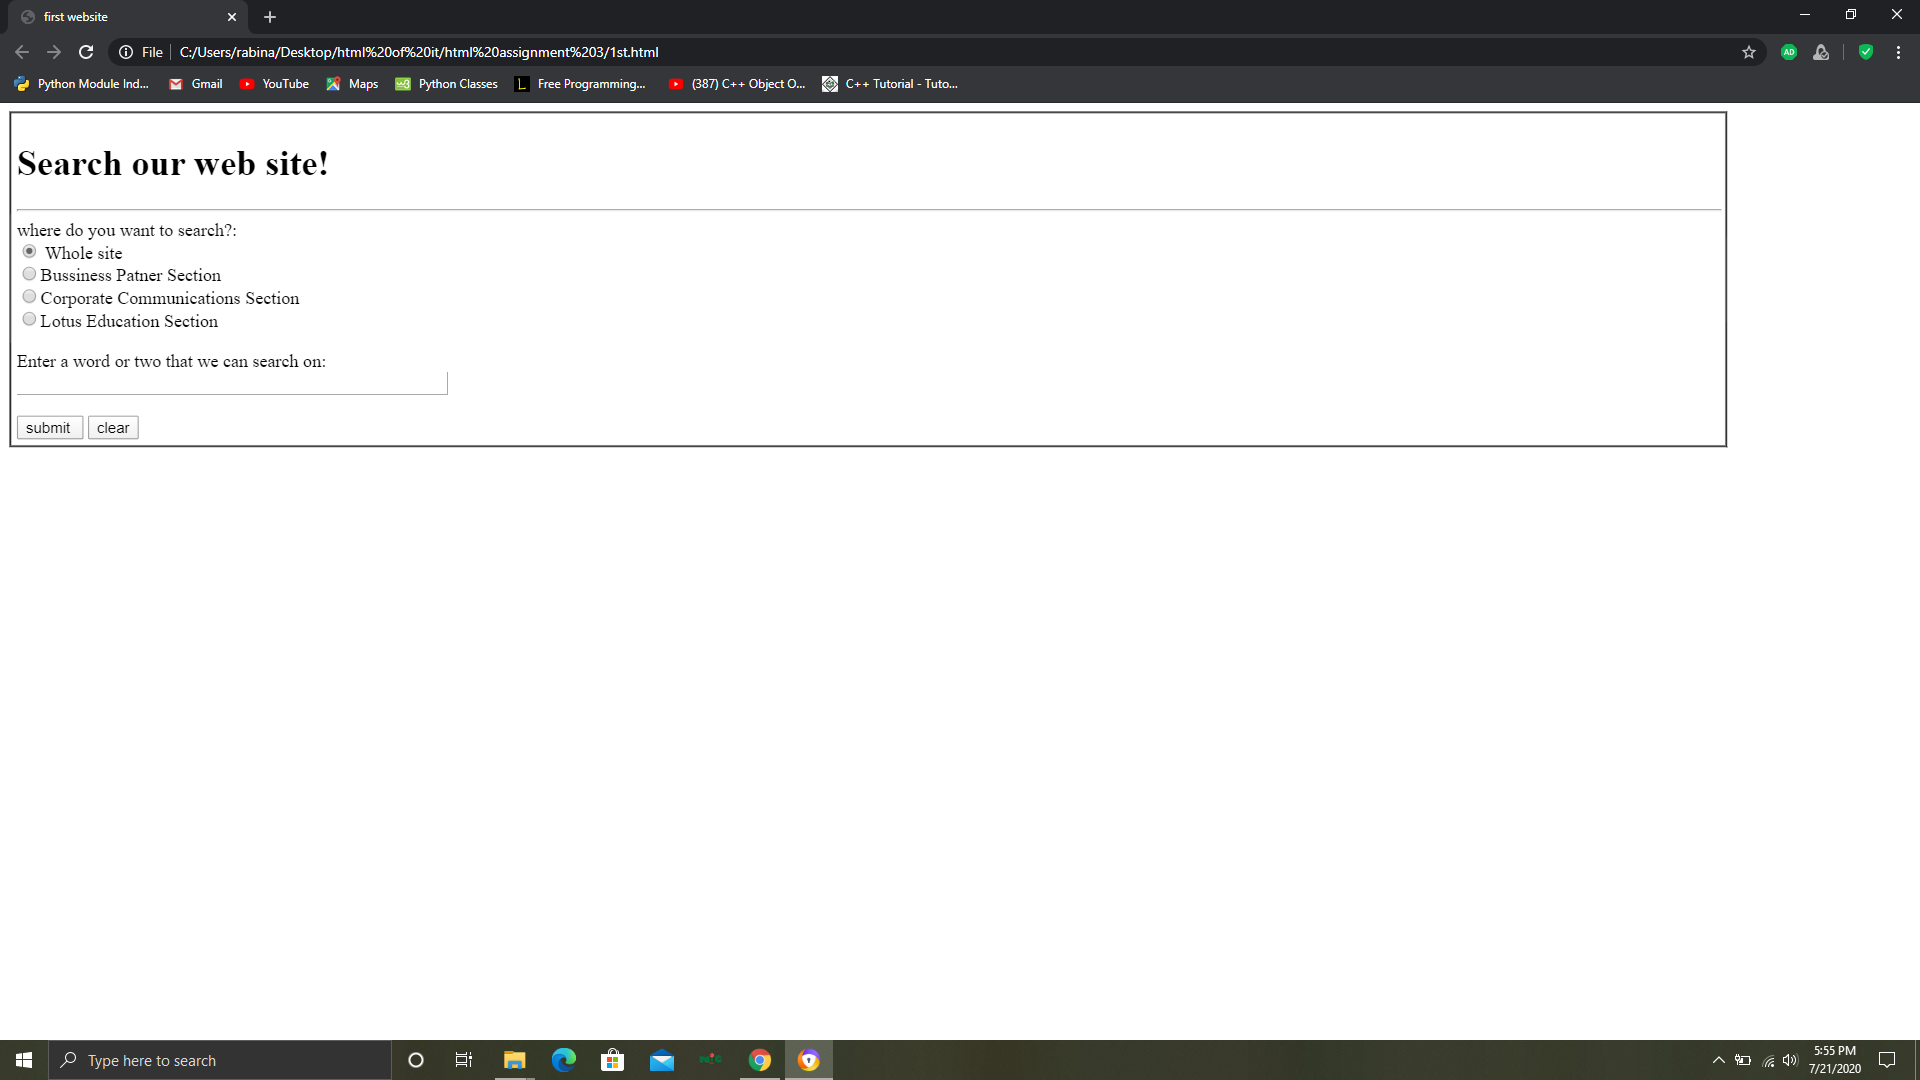 first website
File
C:/Users/rabina/Desktop/html%20of%20it/html%20assignment%203/1st.html
AD
Python Module Ind... Gmail YouTube Maps Python Classes Free Programming... (387) C++ Object O... C++ Tutorial - Tuto...
Search our web site!
where do you want to search?:
Whole site
Bussiness Patner Section
Corporate Communications Section
Lotus Education Section
Enter a word or two that we can search on:
submit clear
Type here to search
5:55 PM
7/21/2020